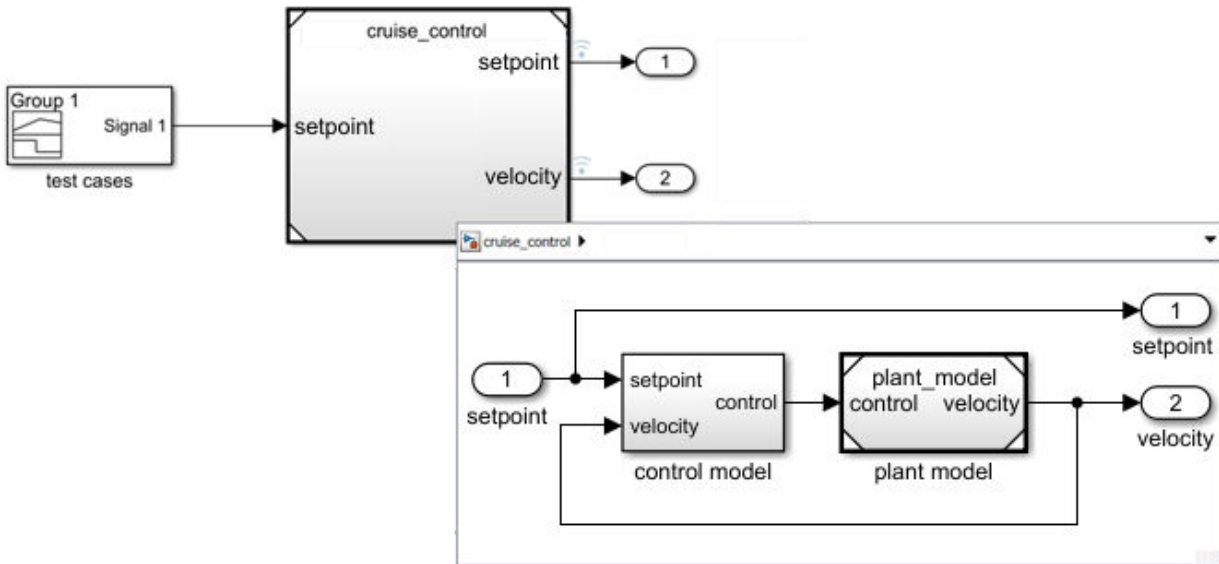 cruise_control
setpoint
1
Group 1
Signal 1
setpoint
test cases
velocity
2
cruise_control
1
setpoint
1
setpoint
setpoint
velocity
control
control model
plant_model
control velocity
plant model
2
velocity